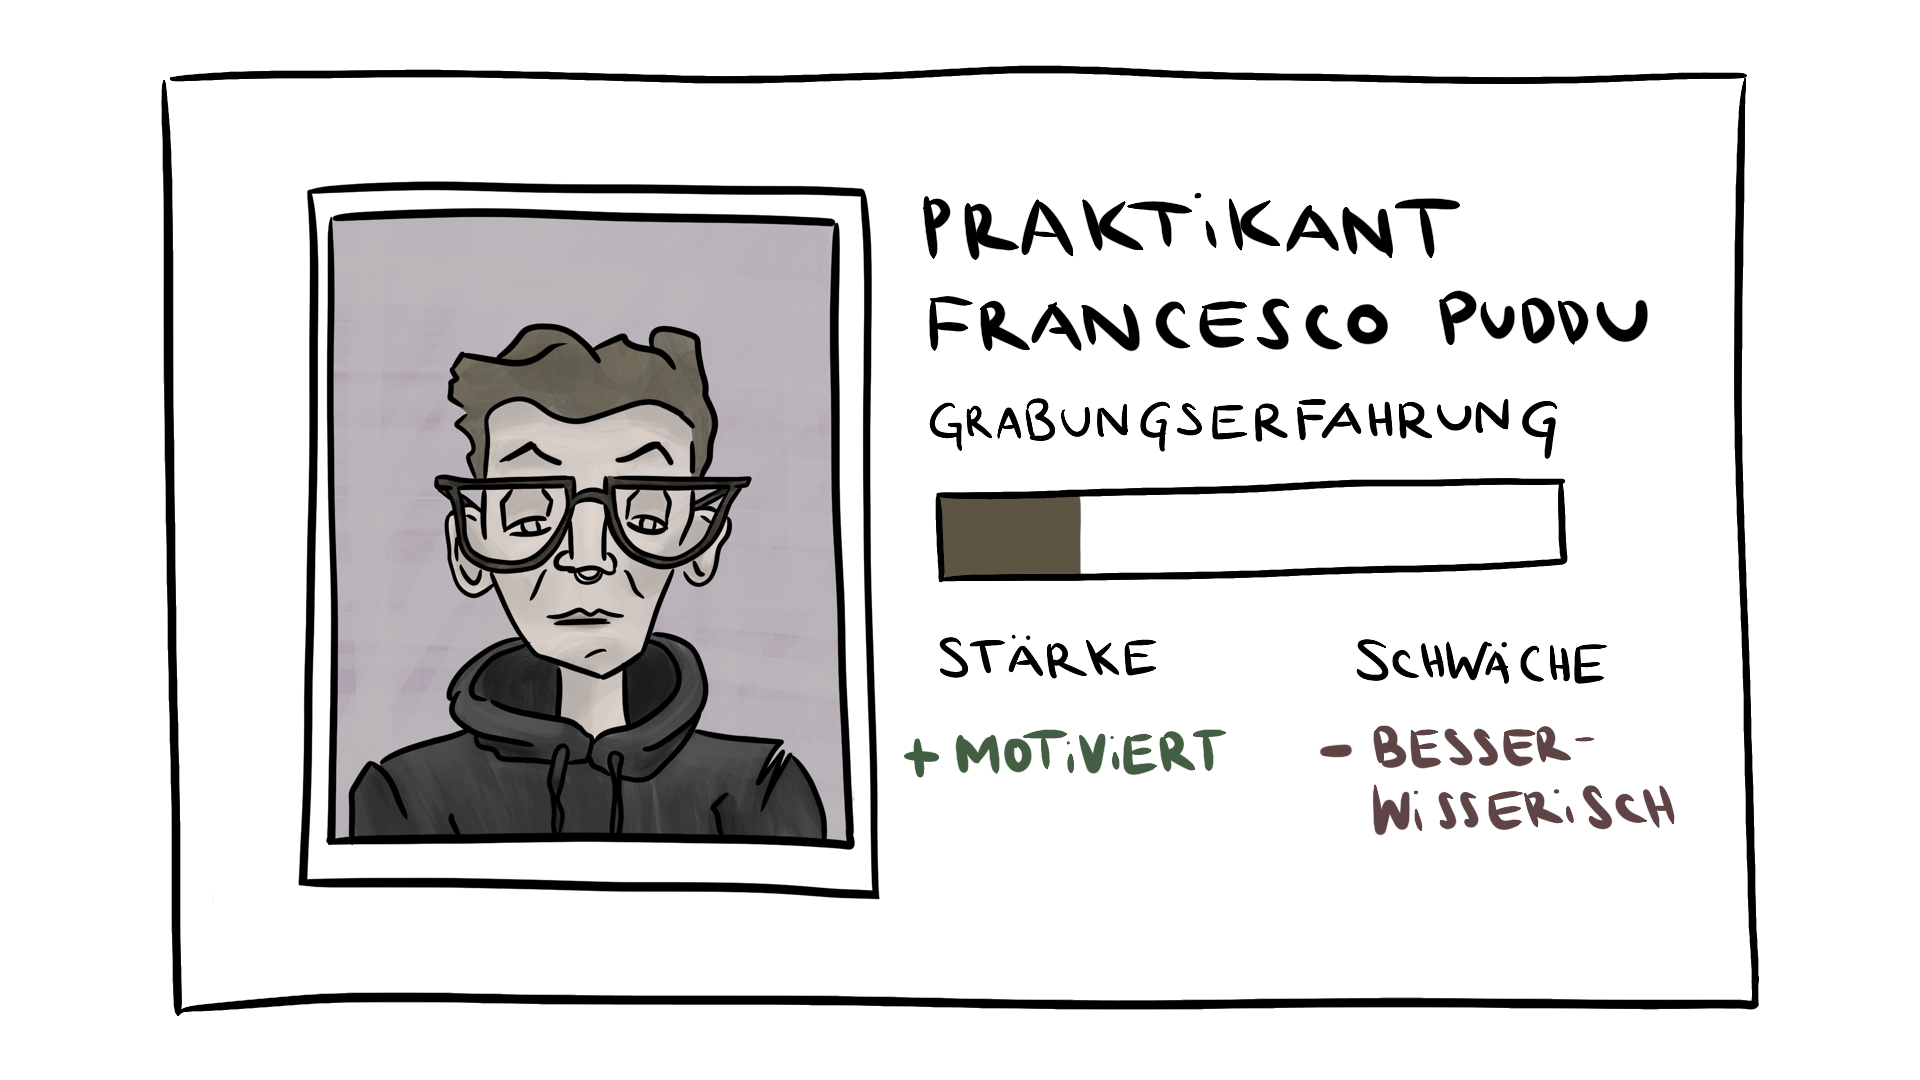 PRAKTiKANT
FRANCESCO PUDDU
GRABUNGSERFAHRUNG
STÄRKE
SCHWÄCHE
+ MOTiViERT
- BESSER-
WiSSERiSCH